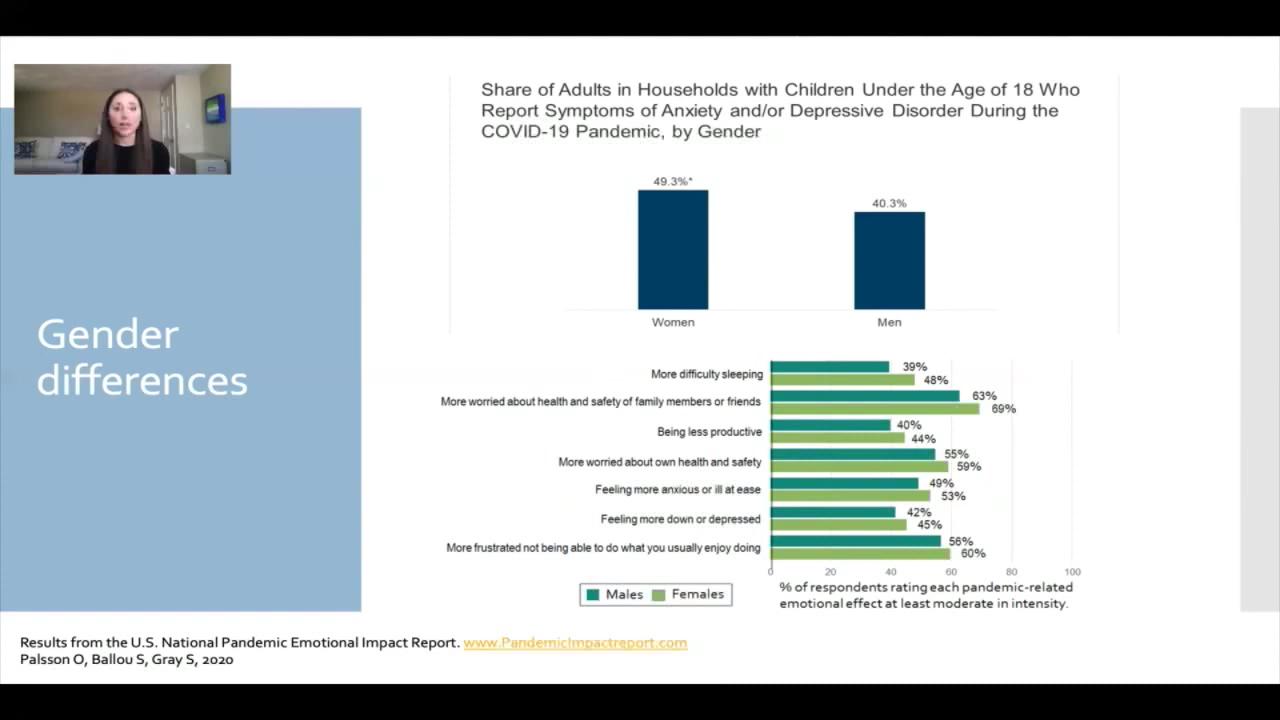 Share of Adults in Households with Children Under the Age of 18 Who
Report Symptoms of Anxiety and/or Depressive Disorder During the
COVID-19 Pandemic, by Gender
49.3%*
40.3%
Women
Men
Gender
differences
More difficulty sleeping
39%
48%
More worried about health and safety of family members or friends
63%
69%
Being less productive
40%
44%
More worried about own health and safety
55%
59%
Feeling more anxious or ill at ease
49%
53%
Feeling more down or depressed
42%
45%
More frustrated not being able to do what you usually enjoy doing
56%
60%
0 20 40 60 80 100
Males Females
% of respondents rating each pandemic-related
emotional effect at least moderate in intensity.
Results from the U.S. National Pandemic Emotional Impact Report. www.PandemicImpactreport.com
Palsson O, Ballou S, Gray S, 2020